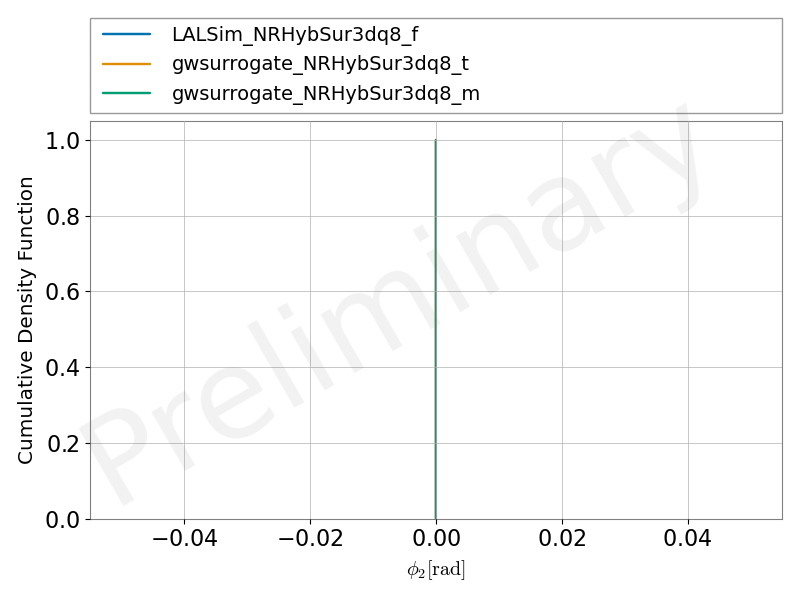 LALSim_NRHybSur3dq8_f
gwsurrogate_NRHybSur3dq8_t
gwsurrogate_NRHybSur3dq8_m
1.0
0.8
0.6
0.4
0.2
0.0
Cumulative Density Function
Preliminary
−0.04 −0.02 0.00 0.02 0.04
ϕ₂[rad]